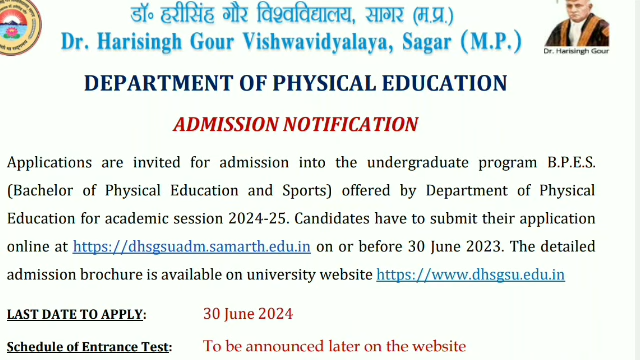 डॉ॰ हरीसिंह गौर विश्वविद्यालय, सागर (म.प्र.)
Dr. Harisingh Gour Vishwavidyalaya, Sagar (M.P.)
Dr. Harisingh Gour
DEPARTMENT OF PHYSICAL EDUCATION
ADMISSION NOTIFICATION
Applications are invited for admission into the undergraduate program B.P.E.S.
(Bachelor of Physical Education and Sports) offered by Department of Physical
Education for academic session 2024-25. Candidates have to submit their application
online at https://dhsgsuadm.samarth.edu.in on or before 30 June 2023. The detailed
admission brochure is available on university website https://www.dhsgsu.edu.in
LAST DATE TO APPLY: 30 June 2024
Schedule of Entrance Test: To be announced later on the website